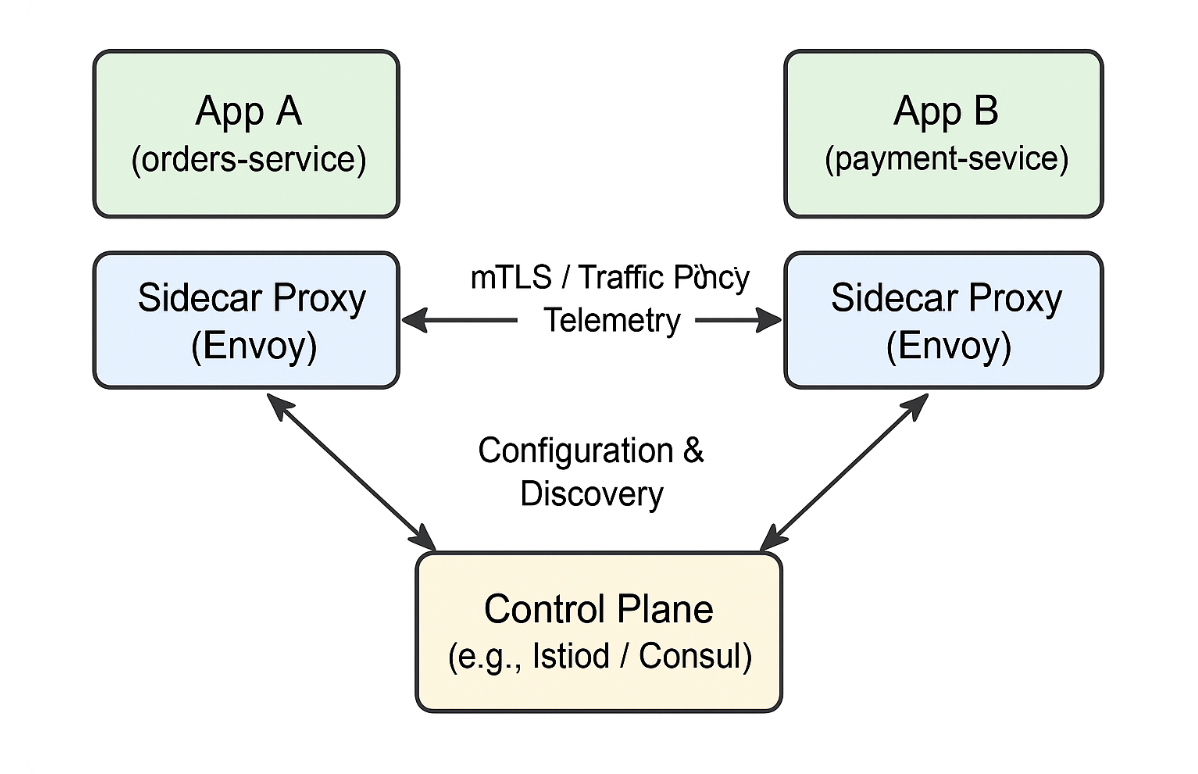 App A
(orders-service)
App B
(payment-sevice)
Sidecar Proxy
(Envoy)
mTLS / Traffic
Telemetry
Sidecar Proxy
(Envoy)
Configuration &
Discovery
Control Plane
(e.g., Istiod / Consul)